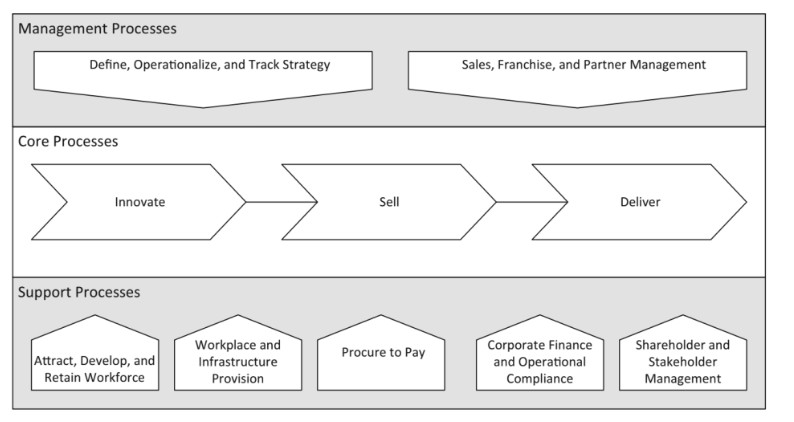 Management Processes
Define, Operationalize, and Track Strategy
Sales, Franchise, and Partner Management
Core Processes
Innovate
Sell
Deliver
Support Processes
Attract, Develop, and
Retain Workforce
Workplace and
Infrastructure
Provision
Procure to Pay
Corporate Finance
and Operational
Compliance
Shareholder and
Stakeholder
Management